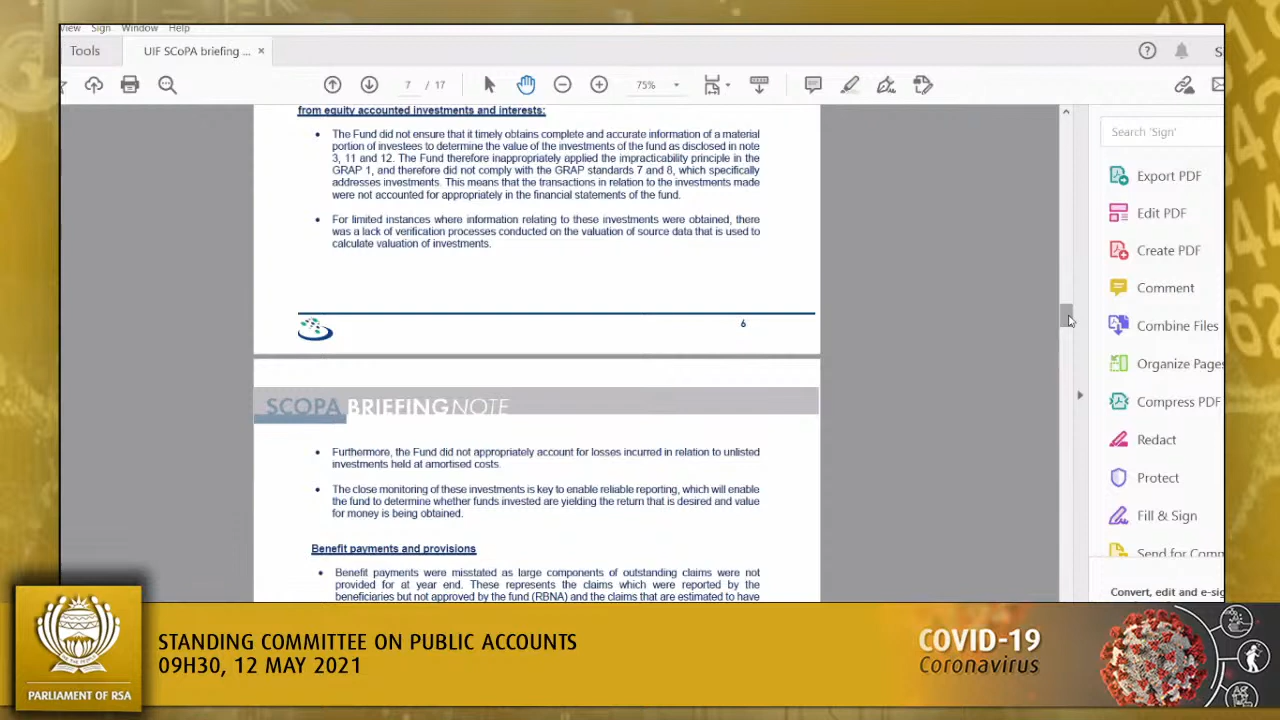 View Sign Window Help
Tools UIF SCoPA briefing ... ×
7 / 17 75%
from equity accounted investments and interests:
• The Fund did not ensure that it timely obtains complete and accurate information of a material
portion of investees to determine the value of the investments of the fund as disclosed in note
3, 11 and 12. The Fund therefore inappropriately applied the impracticability principle in the
GRAP 1, and therefore did not comply with the GRAP standards 7 and 8, which specifically
addresses investments. This means that the transactions in relation to the investments made
were not accounted for appropriately in the financial statements of the fund.
• For limited instances where information relating to these investments were obtained, there
was a lack of verification processes conducted on the valuation of source data that is used to
calculate valuation of investments.
6
SCOPA BRIEFINGNOTE
• Furthermore, the Fund did not appropriately account for losses incurred in relation to unlisted
investments held at amortised costs.
• The close monitoring of these investments is key to enable reliable reporting, which will enable
the fund to determine whether funds invested are yielding the return that is desired and value
for money is being obtained.
Benefit payments and provisions
• Benefit payments were misstated as large components of outstanding claims were not
provided for at year end. These represents the claims which were reported by the
beneficiaries but not approved by the fund (RBNA) and the claims that are estimated to have
Search 'Sign'
Export PDF
Edit PDF
Create PDF
Comment
Combine Files
Organize Pages
Compress PDF
Redact
Protect
Fill & Sign
Send for Comm
Convert, edit and e-sig
STANDING COMMITTEE ON PUBLIC ACCOUNTS
09H30, 12 MAY 2021
PARLIAMENT OF RSA
COVID-19
Coronavirus